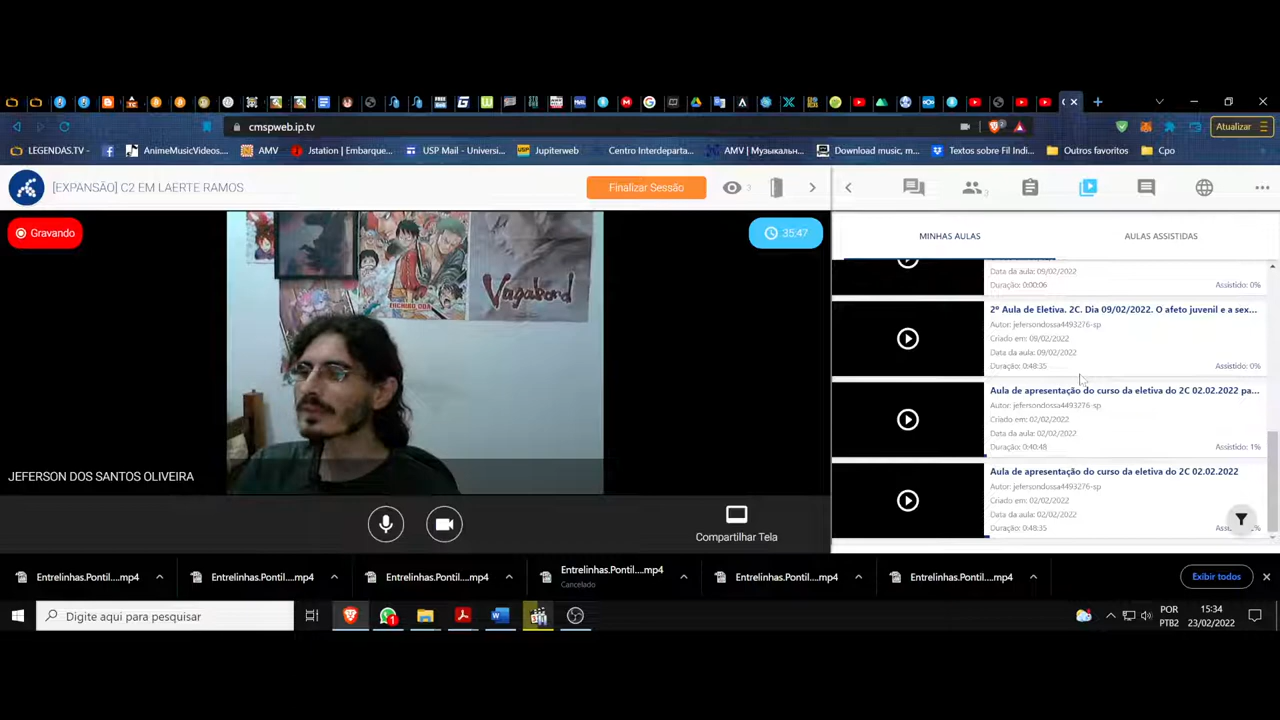 cmspweb.ip.tv
Atualizar
LEGENDAS.TV
AnimeMusicVideos...
AMV
Jstation | Embarque...
USP Mail - Universi...
Jupiterweb
Centro Interdeparta...
AMV | Музыкальн...
Download music, m...
Textos sobre Fil Indi...
Outros favoritos
Cpo
[EXPANSÃO] C2 EM LAERTE RAMOS
Finalizar Sessão
3
Gravando
35:47
Vagabond
JEFERSON DOS SANTOS OLIVEIRA
Compartilhar Tela
MINHAS AULAS
AULAS ASSISTIDAS
Data da aula: 09/02/2022
Duração: 0:00:06
Assistido: 0%
2º Aula de Eletiva. 2C. Dia 09/02/2022. O afeto juvenil e a sex...
Autor: jefersondossa4493276-sp
Criado em: 09/02/2022
Data da aula: 09/02/2022
Duração: 0:48:35
Assistido: 0%
Aula de apresentação do curso da eletiva do 2C 02.02.2022 pa...
Autor: jefersondossa4493276-sp
Criado em: 02/02/2022
Data da aula: 02/02/2022
Duração: 0:40:48
Assistido: 1%
Aula de apresentação do curso da eletiva do 2C 02.02.2022
Autor: jefersondossa4493276-sp
Criado em: 02/02/2022
Data da aula: 02/02/2022
Duração: 0:48:35
Entrelinhas.Pontil....mp4
Entrelinhas.Pontil....mp4
Entrelinhas.Pontil....mp4
Entrelinhas.Pontil....mp4
Cancelado
Entrelinhas.Pontil....mp4
Entrelinhas.Pontil....mp4
Exibir todos
Digite aqui para pesquisar
POR
PTB2
15:34
23/02/2022